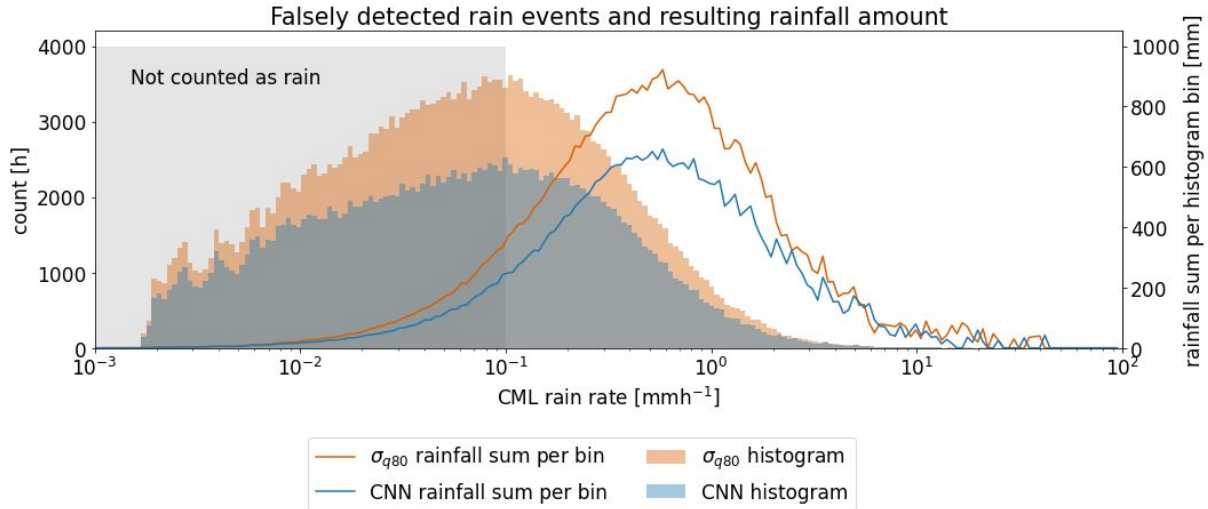 Falsely detected rain events and resulting rainfall amount
Not counted as rain
count [h]
4000
3000
2000
1000
0
rainfall sum per histogram bin [mm]
1000
800
600
400
200
0
10⁻³
10⁻²
10⁻¹
10⁰
10¹
10²
CML rain rate [mmh⁻¹]
σq80 rainfall sum per bin
CNN rainfall sum per bin
σq80 histogram
CNN histogram